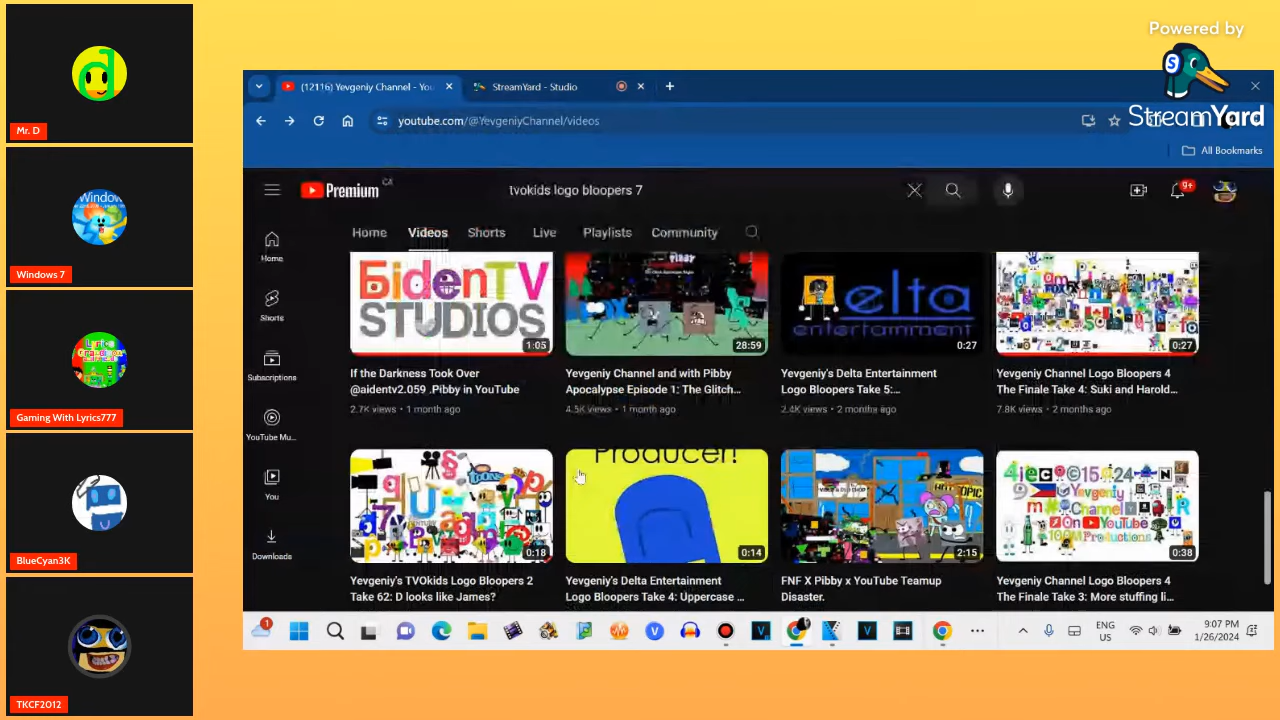 Powered by
StreamYard
Mr. D
Windows 7
Gaming With Lyrics777
BlueCyan3K
TKCF2012
(12116) Yevgeniy Channel - You
StreamYard - Studio
youtube.com/@YevgeniyChannel/videos
All Bookmarks
Premium CA
tvokids logo bloopers 7
9+
Home Videos Shorts Live Playlists Community
Home
Shorts
Subscriptions
YouTube Mu...
You
Downloads
БidenTV
STUDIOS
1:05
28:59
elta
entertainment
0:27
0:27
If the Darkness Took Over
@aidentv2.059 .Pibby in YouTube
2.7K views • 1 month ago
Yevgeniy Channel and with Pibby
Apocalypse Episode 1: The Glitch...
4.5K views • 1 month ago
Yevgeniy's Delta Entertainment
Logo Bloopers Take 5:...
2.4K views • 2 months ago
Yevgeniy Channel Logo Bloopers 4
The Finale Take 4: Suki and Harold...
7.8K views • 2 months ago
0:18
Producer!
0:14
2:15
Yevgeniy
Channel
On YouTube
0:38
Yevgeniy's TVOkids Logo Bloopers 2
Take 62: D looks like James?
Yevgeniy's Delta Entertainment
Logo Bloopers Take 4: Uppercase ...
FNF X Pibby x YouTube Teamup
Disaster.
Yevgeniy Channel Logo Bloopers 4
The Finale Take 3: More stuffing li...
1
ENG
US
9:07 PM
1/26/2024